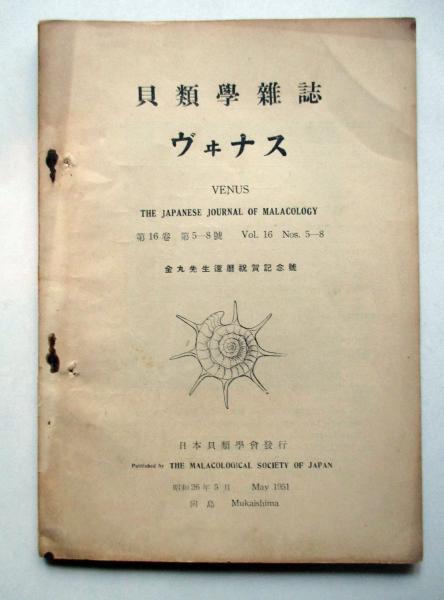 貝類學雜誌
ヴヰナス
VENUS
THE JAPANESE JOURNAL OF MALACOLOGY
第16卷 第5—8號 Vol. 16 Nos. 5—8
金丸先生還曆祝賀記念號
日本貝類學會發行
Published by THE MALACOLOGICAL SOCIETY OF JAPAN
昭和26年5月 May 1951
向島 Mukaishima